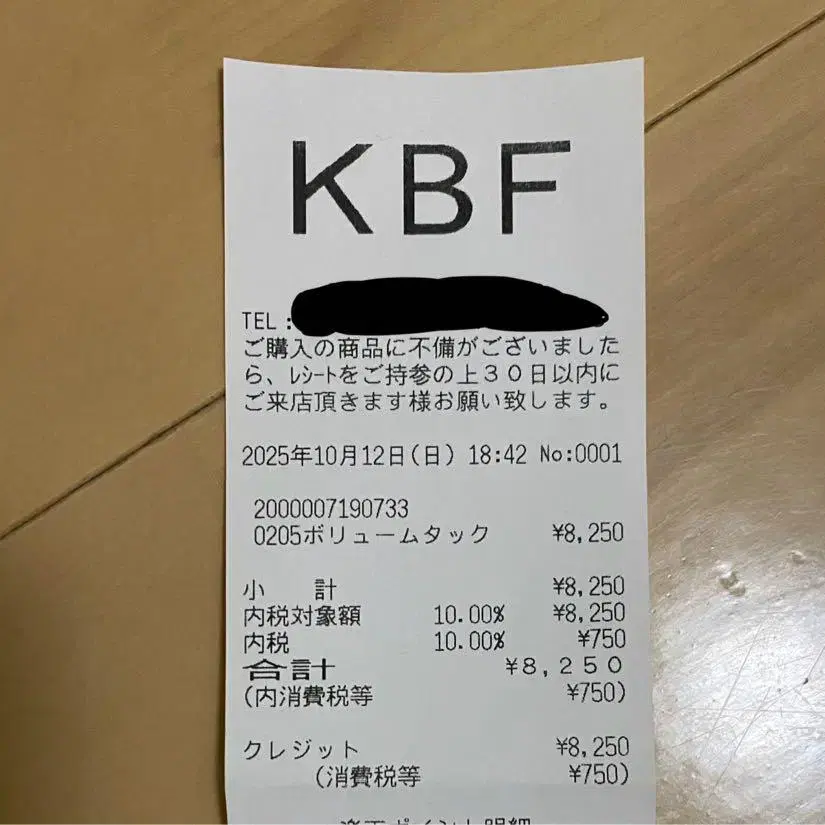 KBF
TEL:
ご購入の商品に不備がございました
ら、ﾚｼｰﾄをご持参の上30日以内に
ご来店頂きます様お願い致します。
2025年10月12日(日) 18:42 No:0001
2000007190733
0205ボリュームタック ¥8,250
小 計 ¥8,250
内税対象額 10.00% ¥8,250
内税 10.00% ¥750
合計 ¥8,250
(内消費税等 ¥750)
クレジット ¥8,250
(消費税等 ¥750)